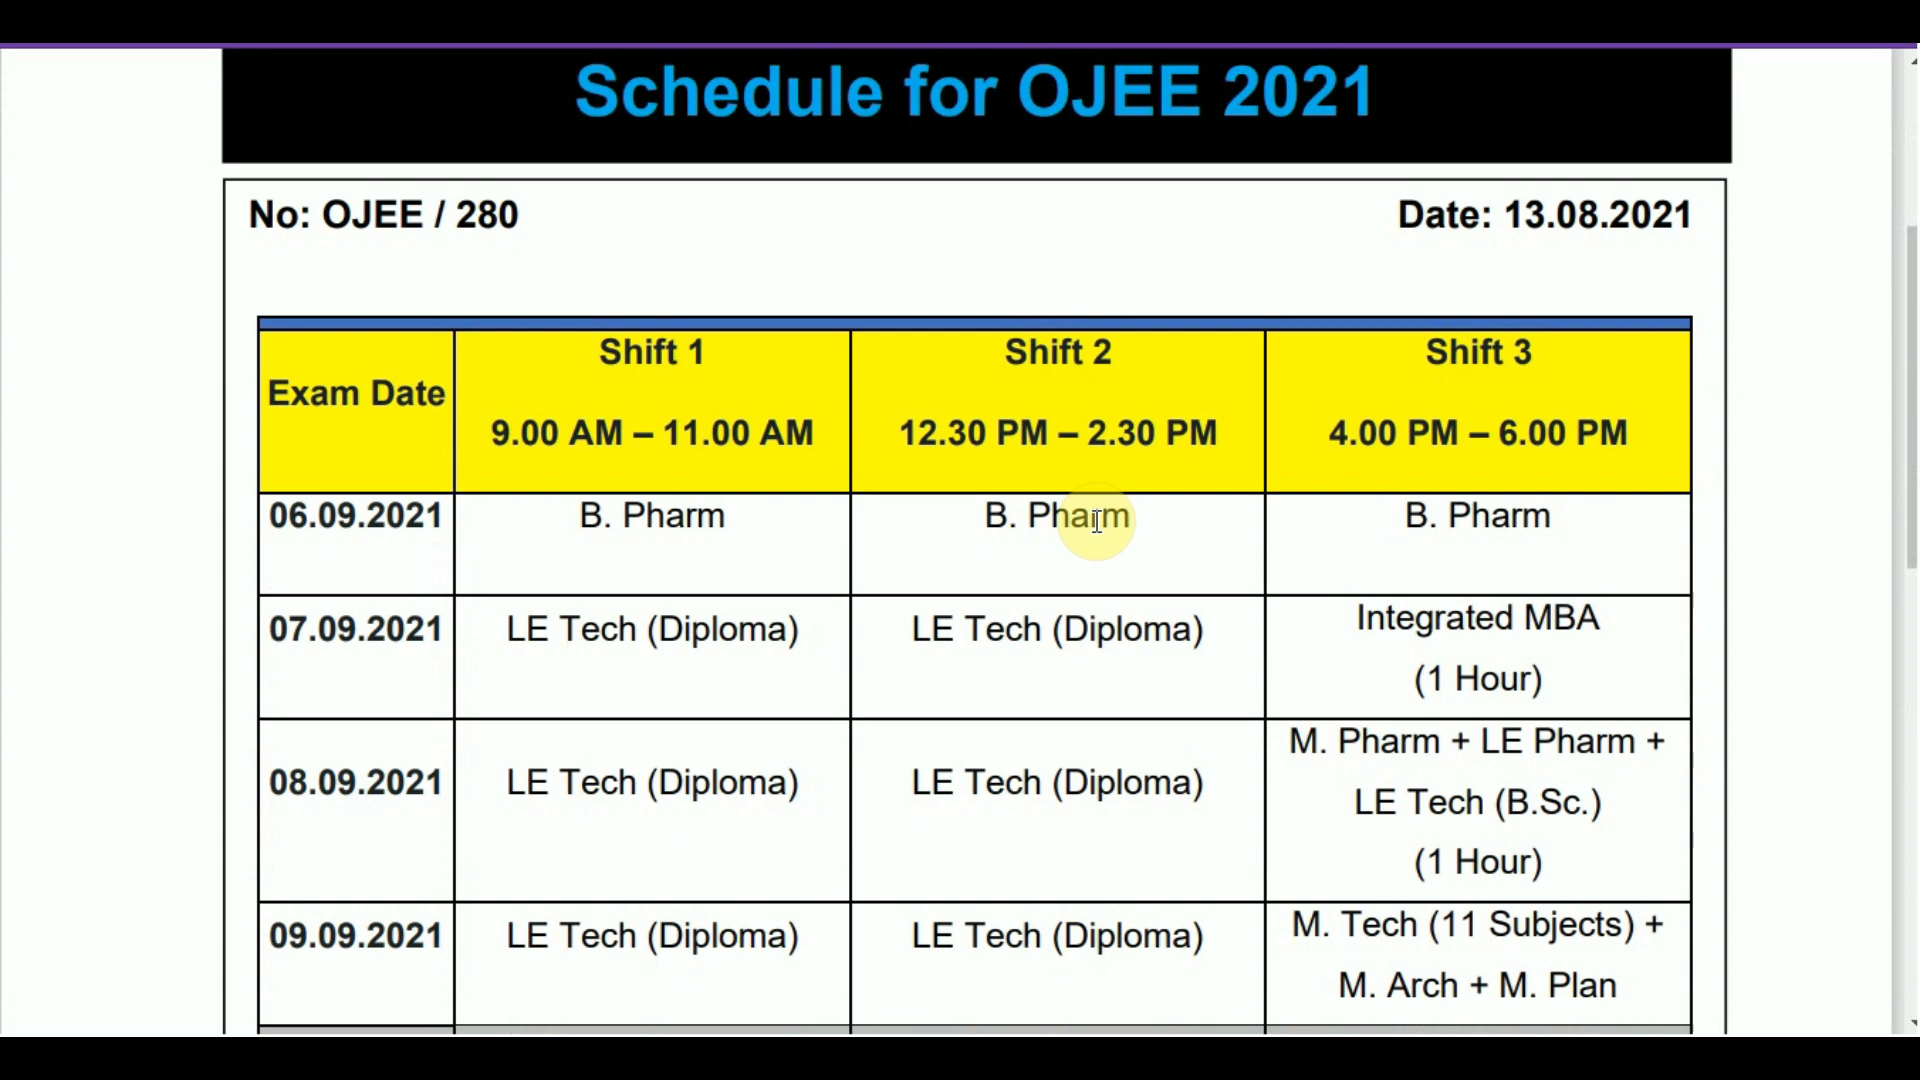 Schedule for OJEE 2021
No: OJEE / 280 Date: 13.08.2021
Exam Date
Shift 1
9.00 AM – 11.00 AM
Shift 2
12.30 PM – 2.30 PM
Shift 3
4.00 PM – 6.00 PM
06.09.2021 B. Pharm B. Pharm B. Pharm
07.09.2021 LE Tech (Diploma) LE Tech (Diploma) Integrated MBA
(1 Hour)
08.09.2021 LE Tech (Diploma) LE Tech (Diploma) M. Pharm + LE Pharm +
LE Tech (B.Sc.)
(1 Hour)
09.09.2021 LE Tech (Diploma) LE Tech (Diploma) M. Tech (11 Subjects) +
M. Arch + M. Plan